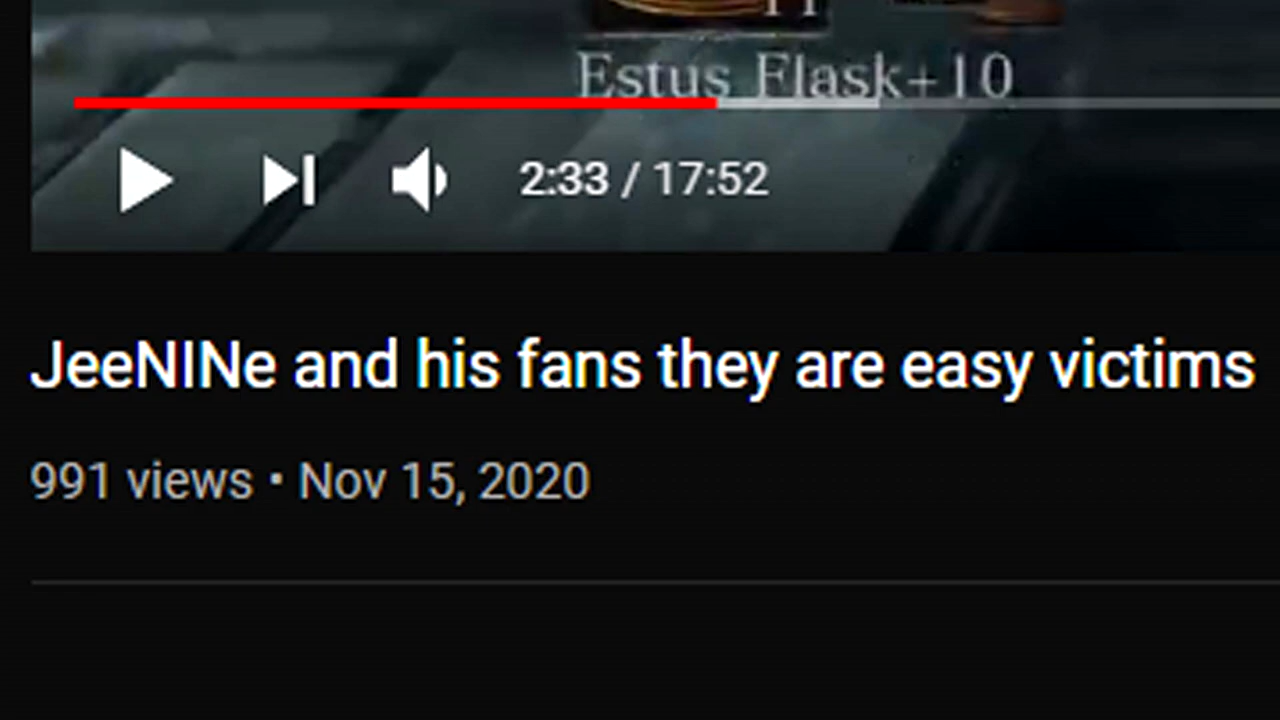 Estus Flask+10
2:33 / 17:52
JeeNINe and his fans they are easy victims
991 views • Nov 15, 2020